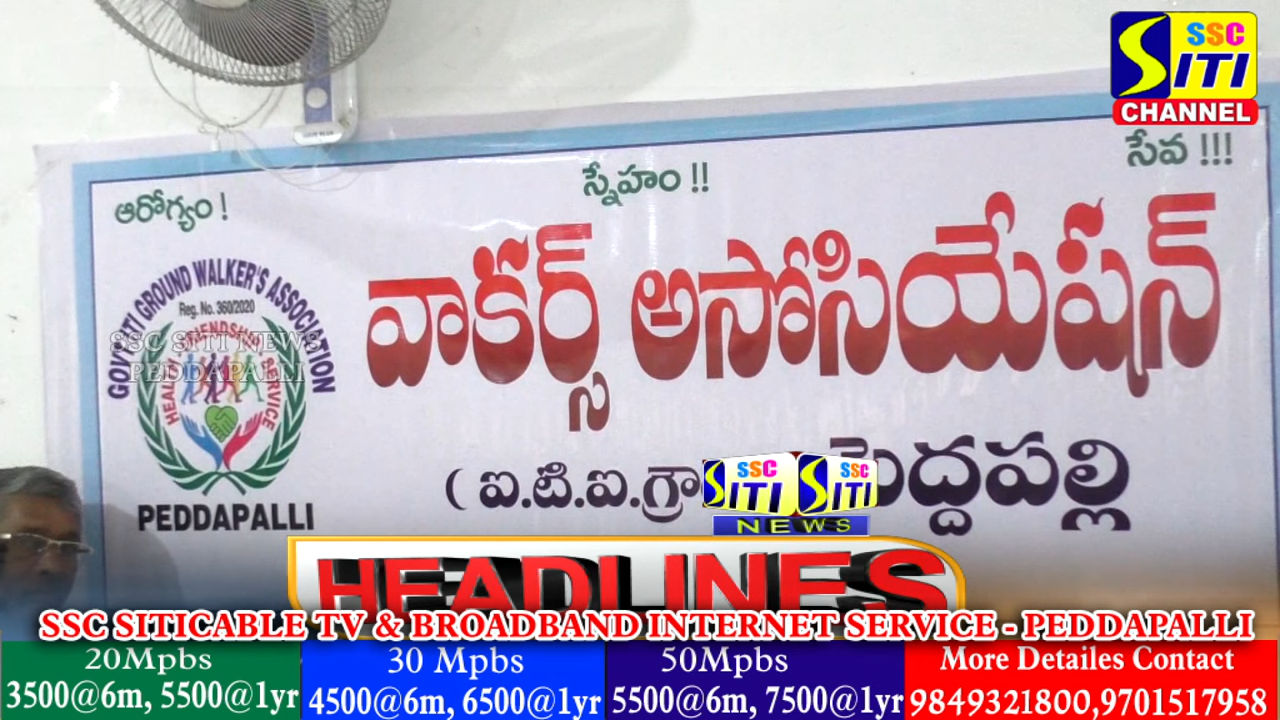 SSC
SITI
CHANNEL
సేవ !!!
స్నేహం !!
ఆరోగ్యం !
వాకర్స్ అసోసియేషన్
GOVT ITI GROUND WALKER'S ASSOCIATION
Reg. No. 360/2020
HEALTH FRIENDSHIP SERVICE
SSC SITI NEWS
PEDDAPALLI
PEDDAPALLI
( ఐ.టి.ఐ.గ్రా
పెద్దపల్లి
SSC SSC
SITI SITI
NEWS
HEADLINES
SSC SITICABLE TV & BROADBAND INTERNET SERVICE - PEDDAPALLI
20Mpbs
3500@6m, 5500@1yr
30 Mpbs
4500@6m, 6500@1yr
50Mpbs
5500@6m, 7500@1yr
More Detailes Contact
9849321800,9701517958